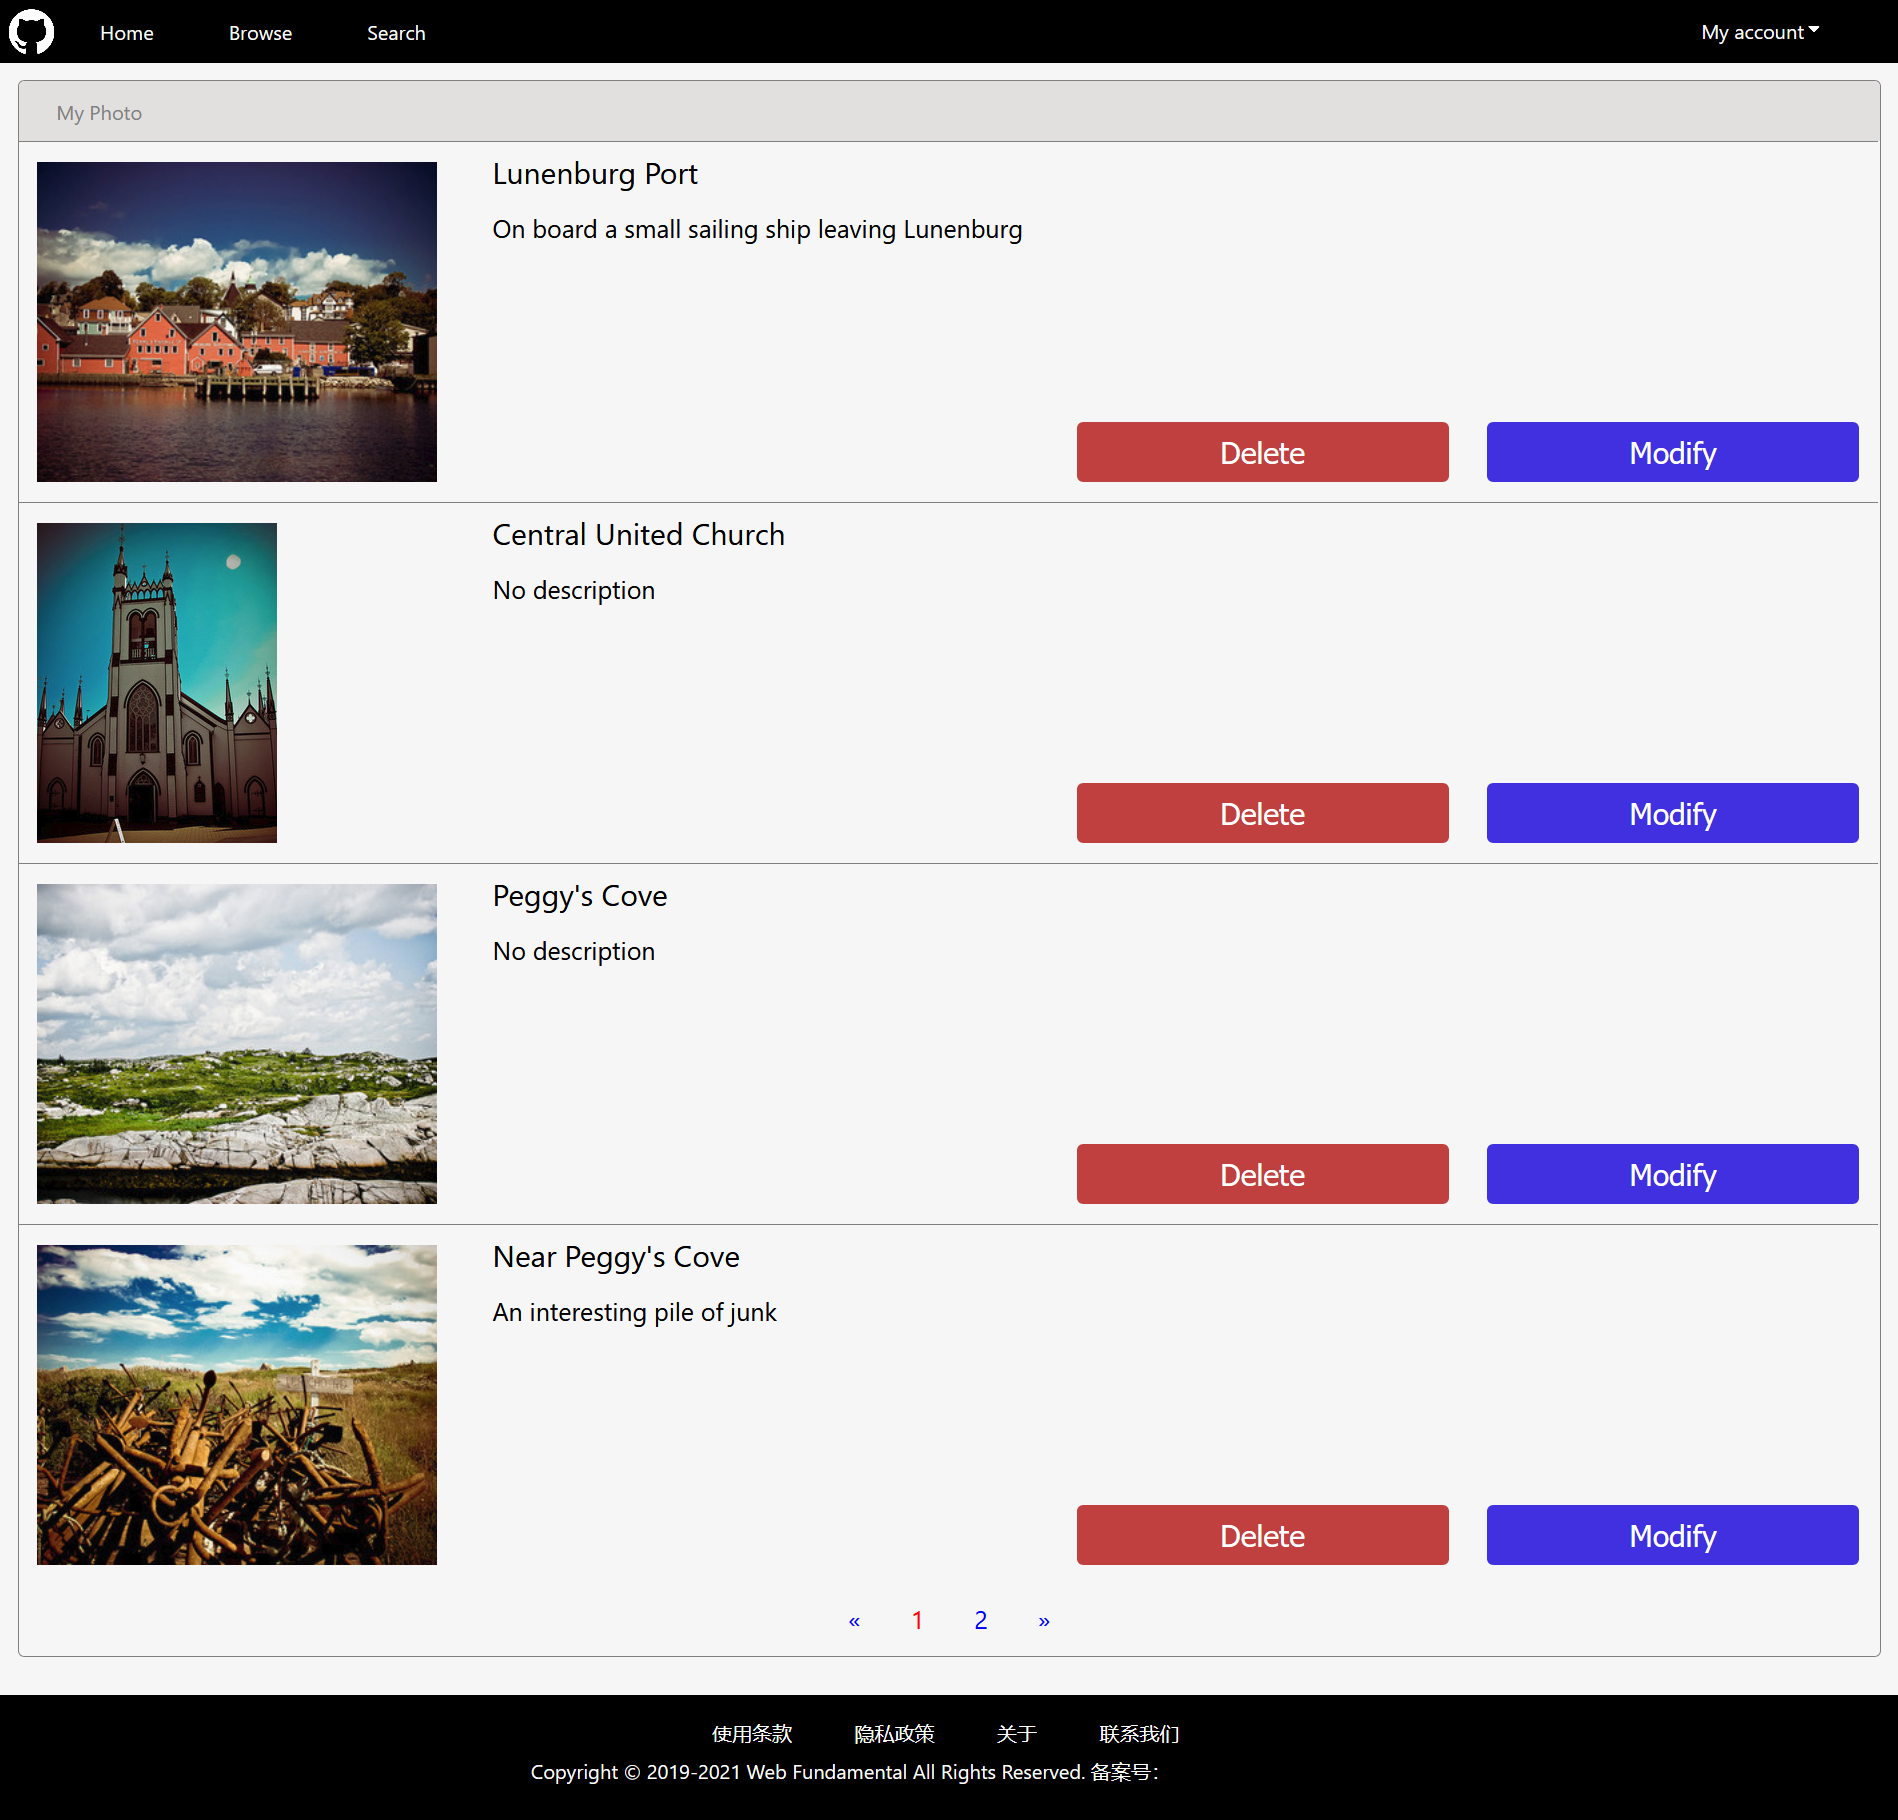 Home Browse Search My account
My Photo
Lunenburg Port
On board a small sailing ship leaving Lunenburg
Delete Modify
Central United Church
No description
Delete Modify
Peggy's Cove
No description
Delete Modify
Near Peggy's Cove
An interesting pile of junk
Delete Modify
« 1 2 »
使用条款 隐私政策 关于 联系我们
Copyright © 2019-2021 Web Fundamental All Rights Reserved. 备案号：